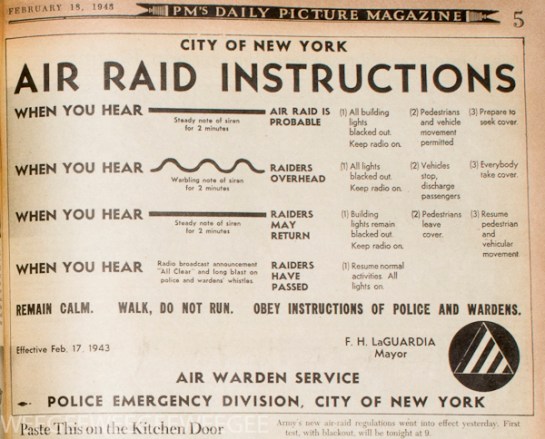 FEBRUARY 18, 1943
PM'S DAILY PICTURE MAGAZINE
5
CITY OF NEW YORK
AIR RAID INSTRUCTIONS
WHEN YOU HEAR
Steady note of siren
for 2 minutes
AIR RAID IS
PROBABLE
(1) All building
lights
blacked out.
Keep radio on.
(2) Pedestrians
and vehicle
movement
permitted
(3) Prepare to
seek cover.
WHEN YOU HEAR
Warbling note of siren
for 2 minutes
RAIDERS
OVERHEAD
(1) All lights
blacked out.
Keep radio on.
(2) Vehicles
stop,
discharge
passengers
(3) Everybody
take cover.
WHEN YOU HEAR
Steady note of siren
for 2 minutes
RAIDERS
MAY
RETURN
(1) Building
lights remain
blacked out.
Keep radio on.
(2) Pedestrians
leave
cover.
(3) Resume
pedestrian
and
vehicular
movement
WHEN YOU HEAR
Radio broadcast announcement
"All Clear" and long blast on
police and wardens' whistles.
RAIDERS
HAVE
PASSED
(1) Resume normal
activities. All
lights on.
REMAIN CALM. WALK, DO NOT RUN. OBEY INSTRUCTIONS OF POLICE AND WARDENS.
Effective Feb. 17, 1943
F. H. LaGUARDIA
Mayor
AIR WARDEN SERVICE
POLICE EMERGENCY DIVISION, CITY OF NEW YORK
Paste This on the Kitchen Door
Army's new air-raid regulations went into effect yesterday. First
test, with blackout, will be tonight at 9.